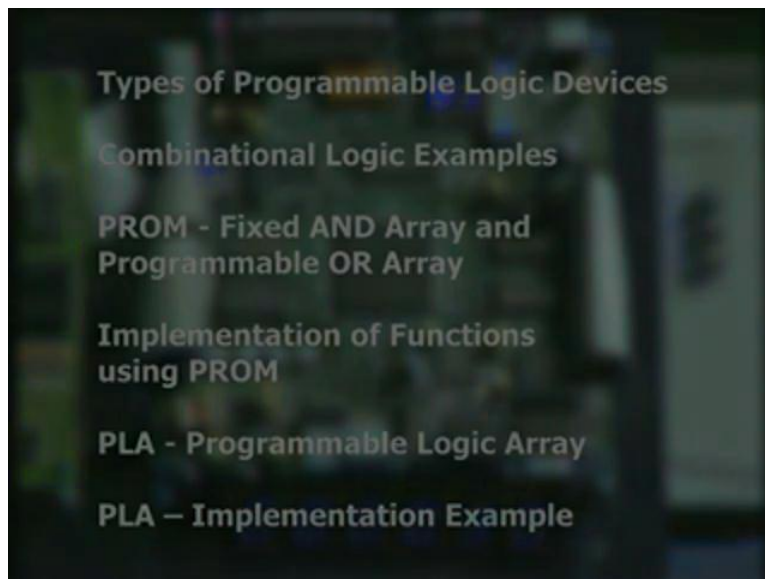 Types of Programmable Logic Devices
Combinational Logic Examples
PROM - Fixed AND Array and
Programmable OR Array
Implementation of Functions
using PROM
PLA - Programmable Logic Array
PLA – Implementation Example